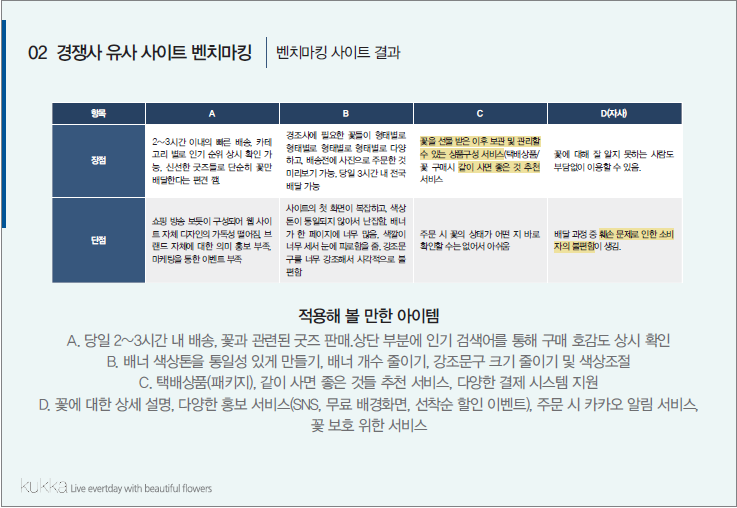 02 경쟁사 유사 사이트 벤치마킹
벤치마킹 사이트 결과
항목 A B C D(자사)
장점
2~3시간 이내의 빠른 배송, 카테
고리 별로 인기 순위 상시 확인 가
능, 신선한 굿즈들로 단순히 꽃만
배달한다는 편견 깸.
경조사에 필요한 꽃들이 형태별로
형태별로 형태별로 형태별로 다양
하고, 배송전에 사진으로 주문한 것
미리보기 가능, 당일 3시간 내 전국
배달 가능
꽃을 선물 받은 이후 보관 및 관리할
수 있는 상품구성 서비스(택배상품/
꽃 구매시 같이 사면 좋은 것 추천
서비스
꽃에 대해 잘 알지 못하는 사람도
부담없이 이용할 수 있음.
단점
쇼핑 방송 보듯이 구성되어 웹 사이
트 자체 디자인의 가독성 떨어짐, 브
랜드 자체에 대한 의미 홍보 부족,
마케팅을 통한 이벤트 부족
사이트의 첫 화면이 복잡하고, 색상
톤이 통일되지 않아서 난잡함, 배너
가 한 페이지에 너무 많음, 색깔이
너무 세서 눈에 피로함을 줌, 강조문
구를 너무 강조해서 시각적으로 불
편함
주문 시 꽃의 상태가 어떤 지 바로
확인할 수는 없어서 아쉬움
배달 과정 중 훼손 문제로 인한 소비
자의 불편함이 생김.
적용해 볼 만한 아이템
A. 당일 2~3시간 내 배송, 꽃과 관련된 굿즈 판매.상단 부분에 인기 검색어를 통해 구매 호감도 상시 확인
B. 배너 색상톤을 통일성 있게 만들기, 배너 개수 줄이기, 강조문구 크기 줄이기 및 색상조절
C. 택배상품(패키지), 같이 사면 좋은 것들 추천 서비스, 다양한 결제 시스템 지원
D. 꽃에 대한 상세 설명, 다양한 홍보 서비스(SNS, 무료 배경화면, 선착순 할인 이벤트), 주문 시 카카오 알림 서비스,
꽃 보호 위한 서비스
kukka Live evertday with beautiful flowers